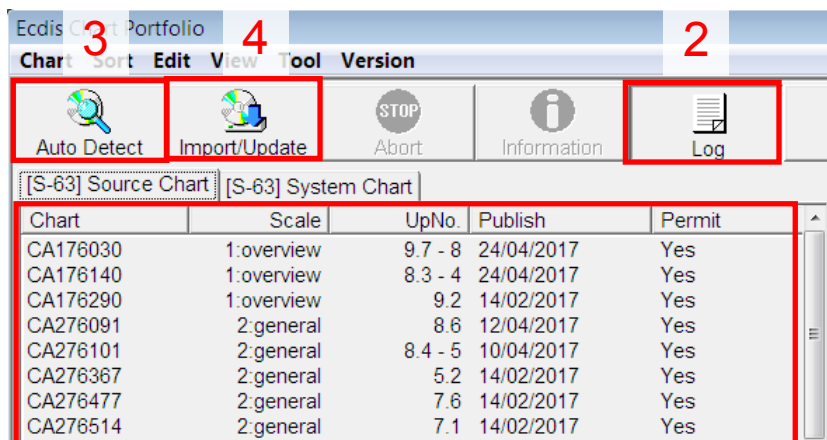 Ecdis Chart Portfolio
3 4 2
Chart Sort Edit View Tool Version
STOP
Auto Detect Import/Update Abort Information Log
[S-63] Source Chart [S-63] System Chart
Chart Scale UpNo. Publish Permit
CA176030 1:overview 9.7 - 8 24/04/2017 Yes
CA176140 1:overview 8.3 - 4 24/04/2017 Yes
CA176290 1:overview 9.2 14/02/2017 Yes
CA276091 2:general 8.6 12/04/2017 Yes
CA276101 2:general 8.4 - 5 10/04/2017 Yes
CA276367 2:general 5.2 14/02/2017 Yes
CA276477 2:general 7.6 14/02/2017 Yes
CA276514 2:general 7.1 14/02/2017 Yes